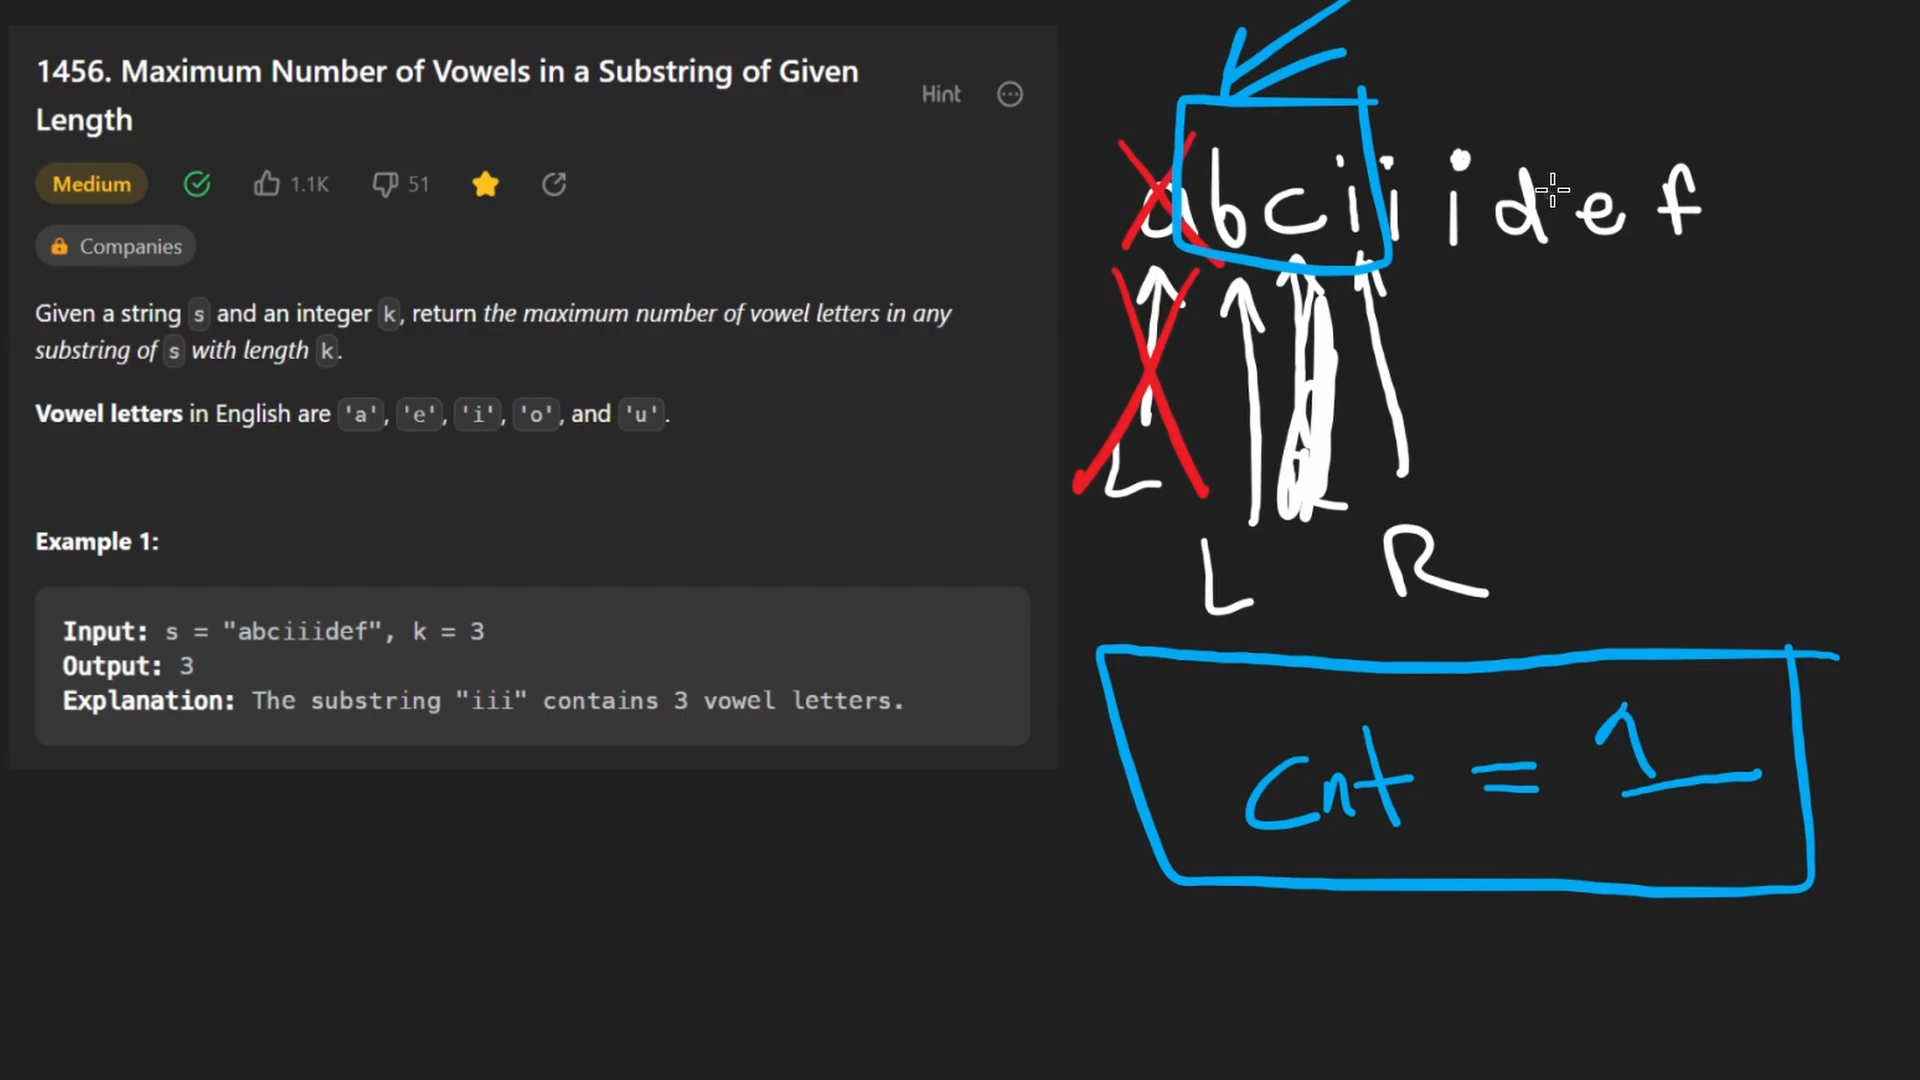 1456. Maximum Number of Vowels in a Substring of Given
Length
Hint
Medium
1.1K
51
Companies
Given a string s and an integer k, return the maximum number of vowel letters in any
substring of s with length k.
Vowel letters in English are 'a', 'e', 'i', 'o', and 'u'.
Example 1:
Input: s = "abciiidef", k = 3
Output: 3
Explanation: The substring "iii" contains 3 vowel letters.
abciiidef
L
L
R
cnt = 1